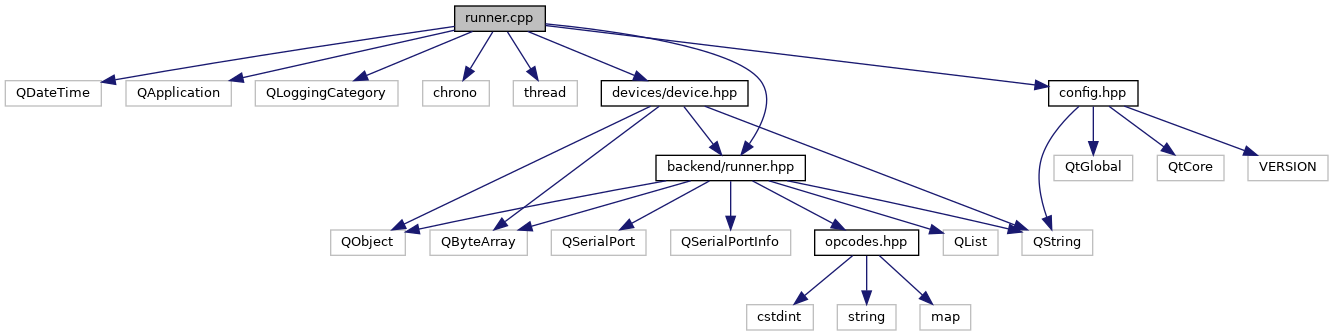 runner.cpp
QDateTime
QApplication
QLoggingCategory
chrono
thread
devices/device.hpp
config.hpp
backend/runner.hpp
QtGlobal
QtCore
VERSION
QObject
QByteArray
QSerialPort
QSerialPortInfo
opcodes.hpp
QList
QString
cstdint
string
map